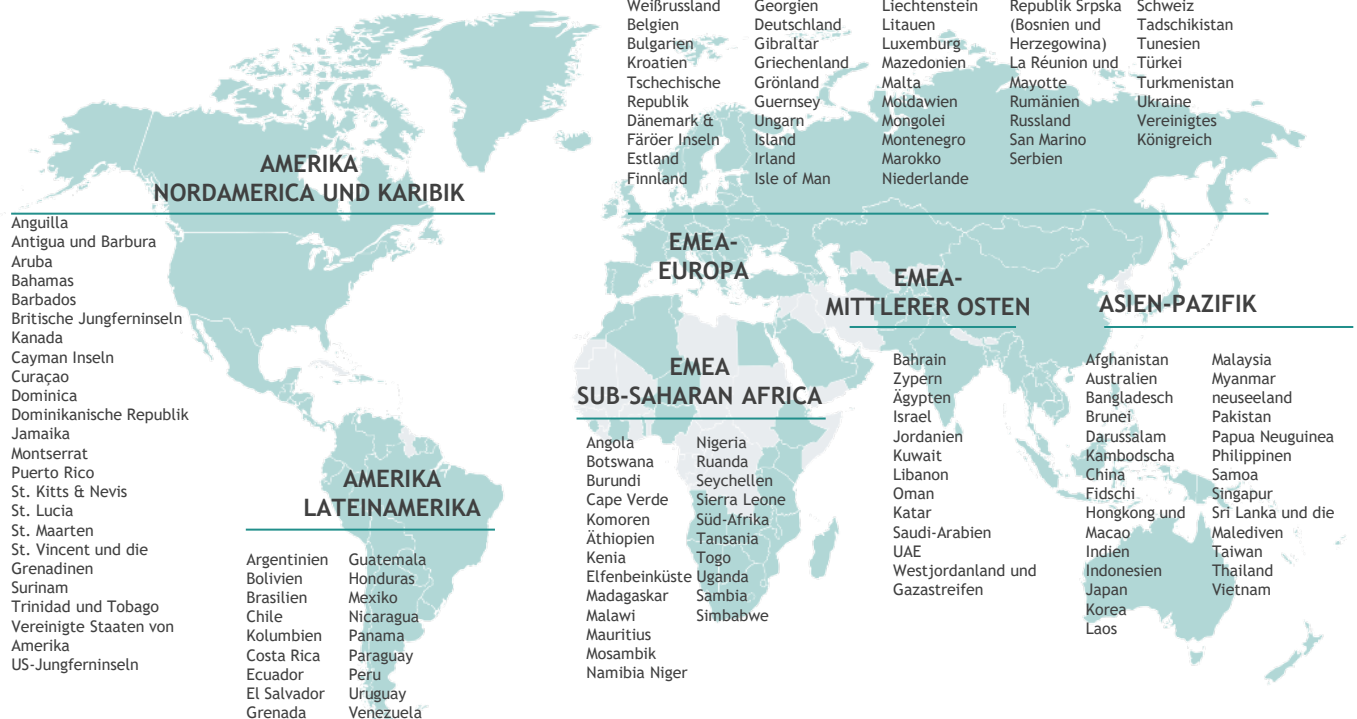 Weißrussland
Belgien
Bulgarien
Kroatien
Tschechische
Republik
Dänemark &
Färöer Inseln
Estland
Finnland
Georgien
Deutschland
Gibraltar
Griechenland
Grönland
Guernsey
Ungarn
Island
Irland
Isle of Man
Liechtenstein
Litauen
Luxemburg
Mazedonien
Malta
Moldawien
Mongolei
Montenegro
Marokko
Niederlande
Republik Srpska
(Bosnien und
Herzegowina)
La Réunion und
Mayotte
Rumänien
Russland
San Marino
Serbien
Schweiz
Tadschikistan
Tunesien
Türkei
Turkmenistan
Ukraine
Vereinigtes
Königreich
AMERIKA
NORDAMERICA UND KARIBIK
Anguilla
Antigua und Barbura
Aruba
Bahamas
Barbados
Britische Jungferninseln
Kanada
Cayman Inseln
Curaçao
Dominica
Dominikanische Republik
Jamaika
Montserrat
Puerto Rico
St. Kitts & Nevis
St. Lucia
St. Maarten
St. Vincent und die
Grenadinen
Surinam
Trinidad und Tobago
Vereinigte Staaten von
Amerika
US-Jungferninseln
AMERIKA
LATEINAMERIKA
Argentinien
Bolivien
Brasilien
Chile
Kolumbien
Costa Rica
Ecuador
El Salvador
Grenada
Guatemala
Honduras
Mexiko
Nicaragua
Panama
Paraguay
Peru
Uruguay
Venezuela
EMEA-
EUROPA
EMEA
SUB-SAHARAN AFRICA
Angola
Botswana
Burundi
Cape Verde
Komoren
Äthiopien
Kenia
Elfenbeinküste
Madagaskar
Malawi
Mauritius
Mosambik
Namibia Niger
Nigeria
Ruanda
Seychellen
Sierra Leone
Süd-Afrika
Tansania
Togo
Uganda
Sambia
Simbabwe
EMEA-
MITTLERER OSTEN
Bahrain
Zypern
Ägypten
Israel
Jordanien
Kuwait
Libanon
Oman
Katar
Saudi-Arabien
UAE
Westjordanland und
Gazastreifen
ASIEN-PAZIFIK
Afghanistan
Australien
Bangladesch
Brunei
Darussalam
Kambodscha
China
Fidschi
Hongkong und
Macao
Indien
Indonesien
Japan
Korea
Laos
Malaysia
Myanmar
neuseeland
Pakistan
Papua Neuguinea
Philippinen
Samoa
Singapur
Sri Lanka und die
Malediven
Taiwan
Thailand
Vietnam